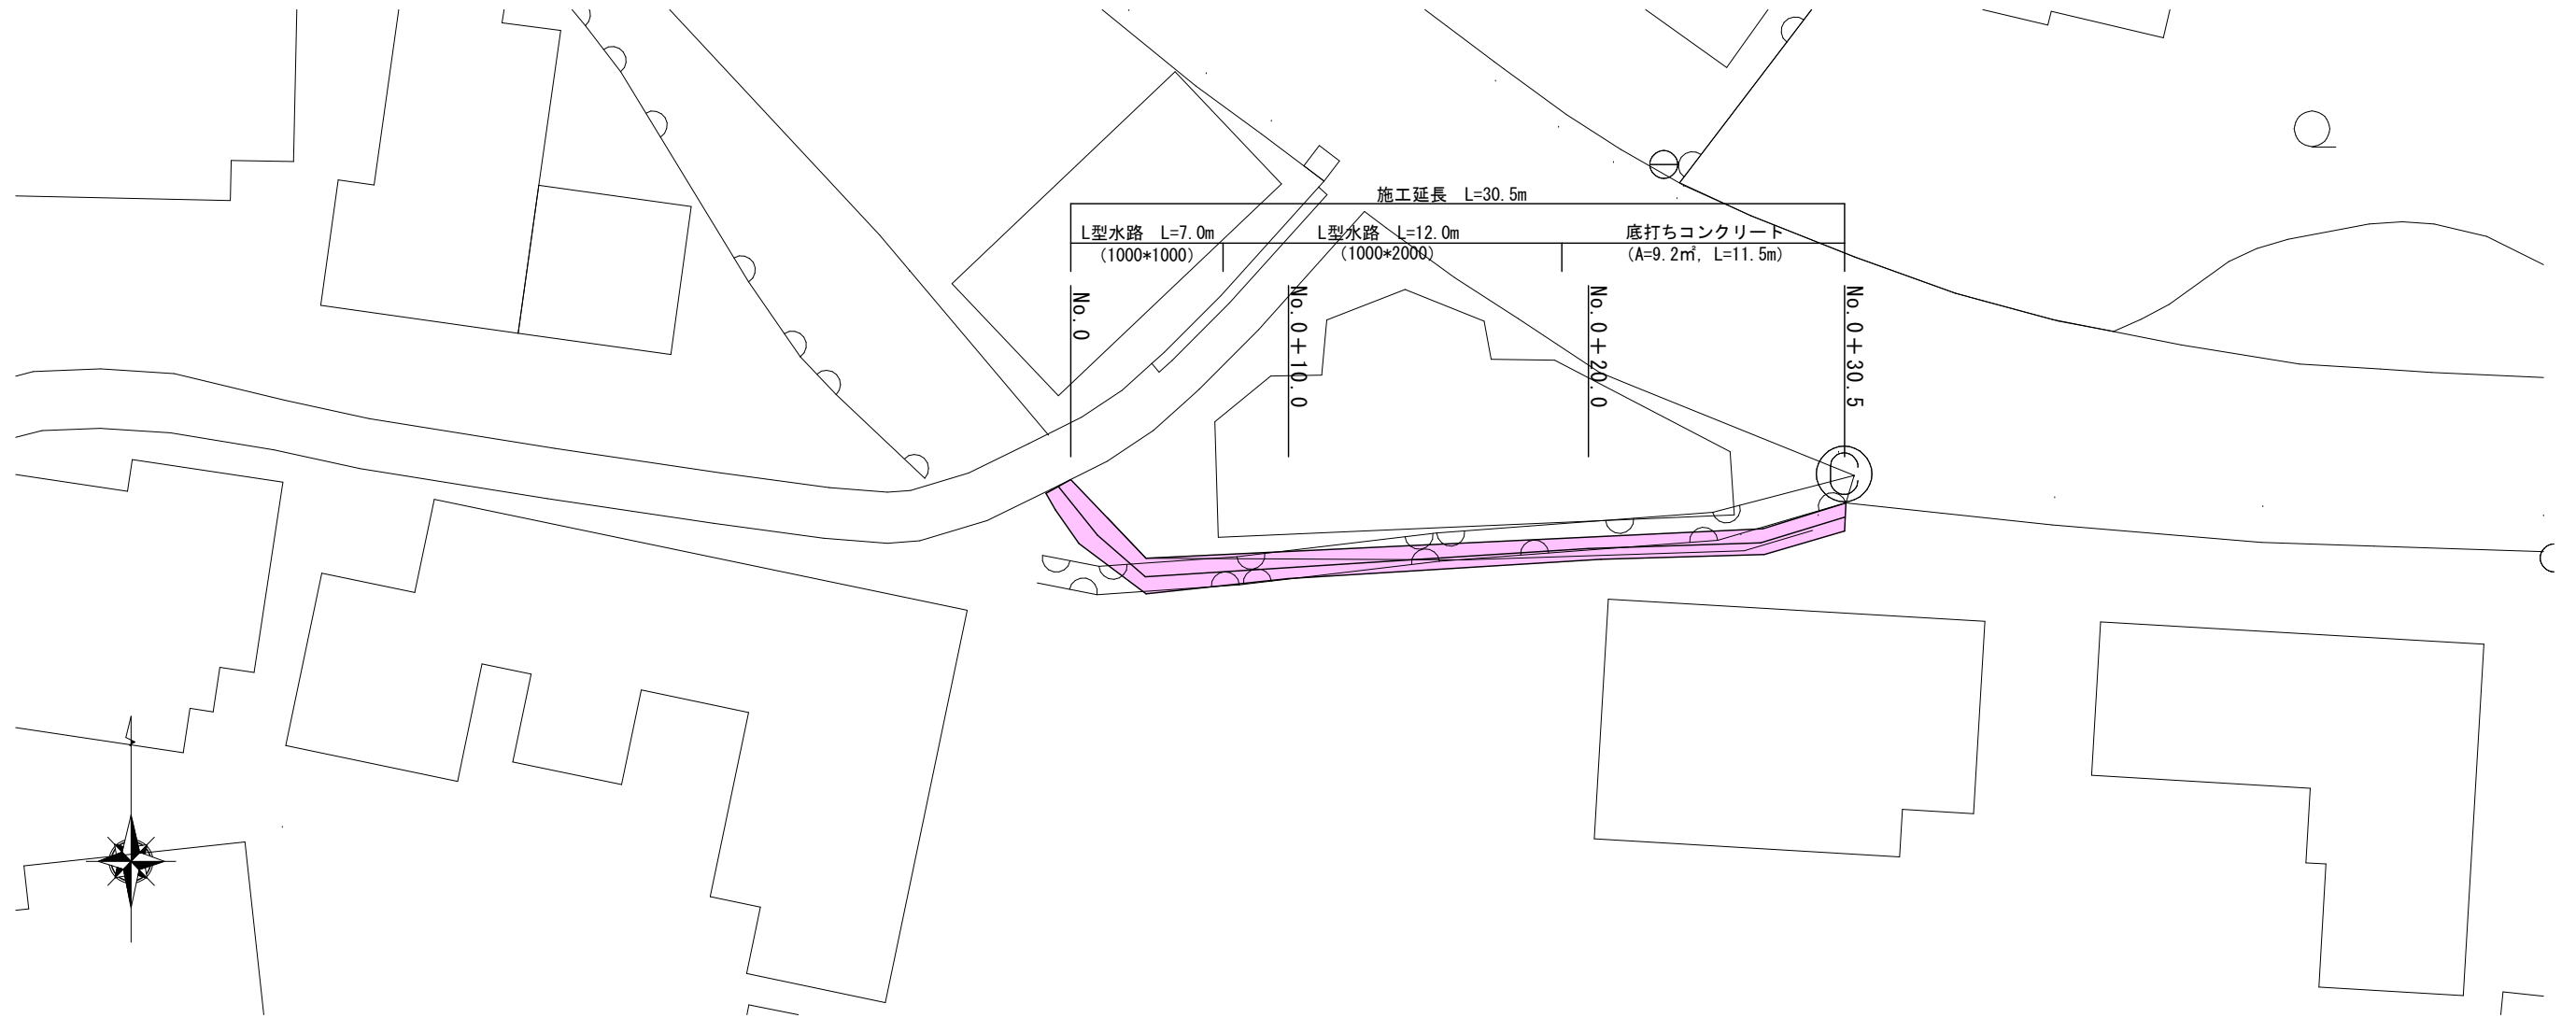 施工延長　L=30.5m
L型水路　L=7.0m
(1000*1000)
L型水路　L=12.0m
(1000*2000)
底打ちコンクリート
(A=9.2㎡, L=11.5m)
No.0
No.0+10.0
No.0+20.0
No.0+30.5